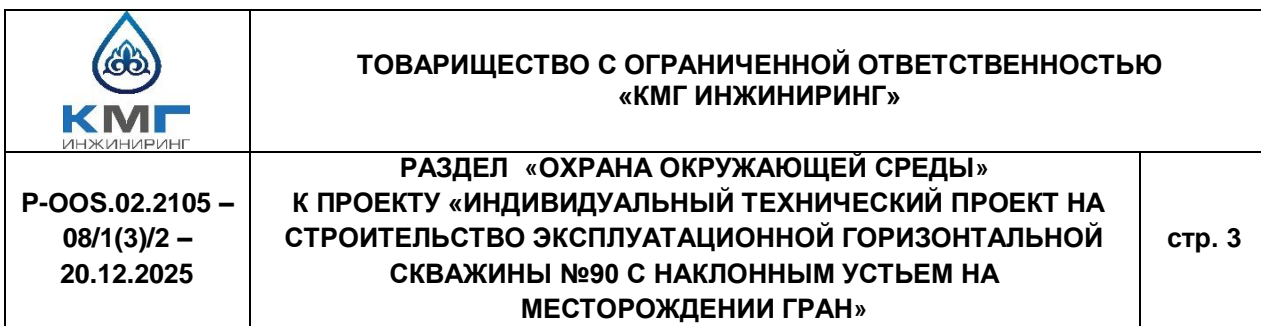 КМГ
ИНЖИНИРИНГ
ТОВАРИЩЕСТВО С ОГРАНИЧЕННОЙ ОТВЕТСТВЕННОСТЬЮ
«КМГ ИНЖИНИРИНГ»
P-OOS.02.2105 –
08/1(3)/2 –
20.12.2025
РАЗДЕЛ «ОХРАНА ОКРУЖАЮЩЕЙ СРЕДЫ»
К ПРОЕКТУ «ИНДИВИДУАЛЬНЫЙ ТЕХНИЧЕСКИЙ ПРОЕКТ НА
СТРОИТЕЛЬСТВО ЭКСПЛУАТАЦИОННОЙ ГОРИЗОНТАЛЬНОЙ
СКВАЖИНЫ №90 С НАКЛОННЫМ УСТЬЕМ НА
МЕСТОРОЖДЕНИИ ГРАН»
стр. 3